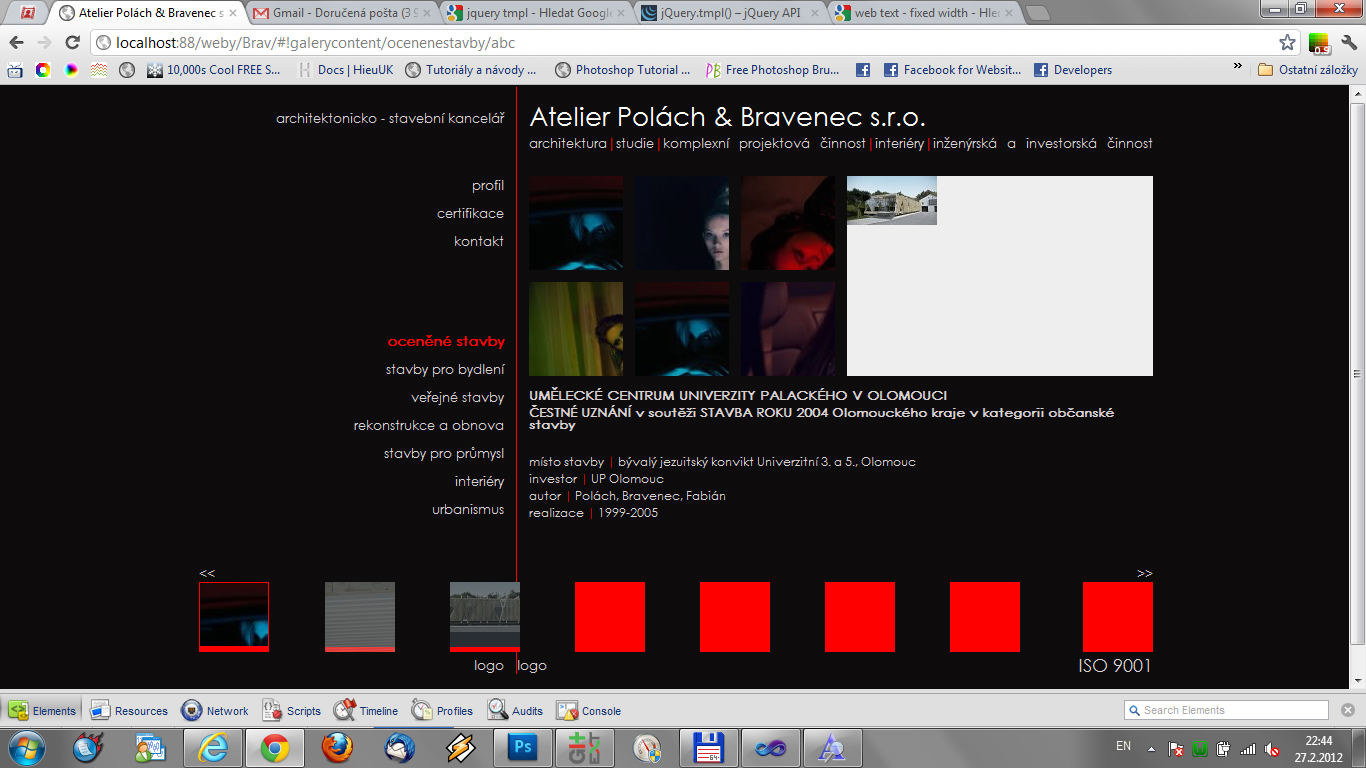 Atelier Polách & Bravenec s
Gmail - Doručená pošta (3 9
jquery tmpl - Hledat Googl
jQuery.tmpl() – jQuery API
web text - fixed width - Hle
localhost:88/weby/Brav/#!galerycontent/ocenenestavby/abc
0.9
10,000s Cool FREE S...
Docs | HieuUK
Tutoriály a návody ...
Photoshop Tutorial ...
Free Photoshop Bru...
Facebook for Websit...
Developers
»
Ostatní záložky
architektonicko - stavební kancelář
Atelier Polách & Bravenec s.r.o.
architektura | studie | komplexní projektová činnost | interiéry | inženýrská a investorská činnost
profil
certifikace
kontakt
oceněné stavby
stavby pro bydlení
veřejné stavby
rekonstrukce a obnova
stavby pro průmysl
interiéry
urbanismus
UMĚLECKÉ CENTRUM UNIVERZITY PALACKÉHO V OLOMOUCI
ČESTNÉ UZNÁNÍ v soutěži STAVBA ROKU 2004 Olomouckého kraje v kategorii občanské
stavby
místo stavby | bývalý jezuitský konvikt Univerzitní 3. a 5., Olomouc
investor | UP Olomouc
autor | Polách, Bravenec, Fabián
realizace | 1999-2005
<< >>
logo logo
ISO 9001
Elements
Resources
Network
Scripts
Timeline
Profiles
Audits
Console
Search Elements
Ps
64
EN
22:44
27.2.2012